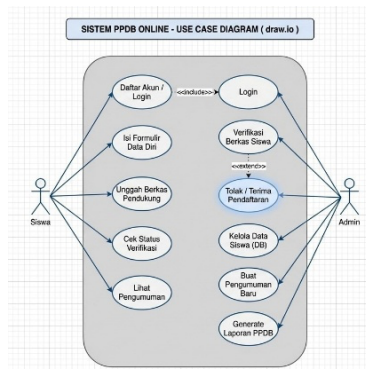 SISTEM PPDB ONLINE - USE CASE DIAGRAM ( draw.io )
Daftar Akun /
Login
<<include>>
Login
Isi Formulir
Data Diri
Verifikasi
Berkas Siswa
<<extend>>
Unggah Berkas
Pendukung
Tolak / Terima
Pendaftaran
Siswa
Admin
Cek Status
Verifikasi
Kelola Data
Siswa (DB)
Lihat
Pengumuman
Buat
Pengumuman
Baru
Generate
Laporan PPDB